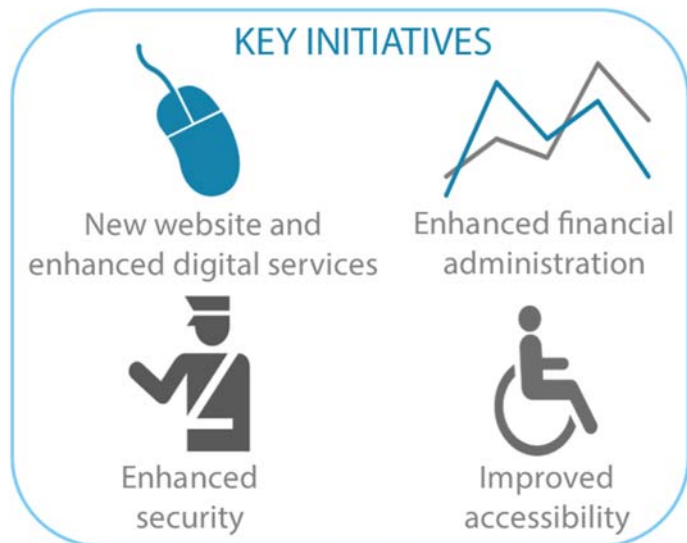 KEY INITIATIVES
New website and
enhanced digital services
Enhanced financial
administration
Enhanced
security
Improved
accessibility